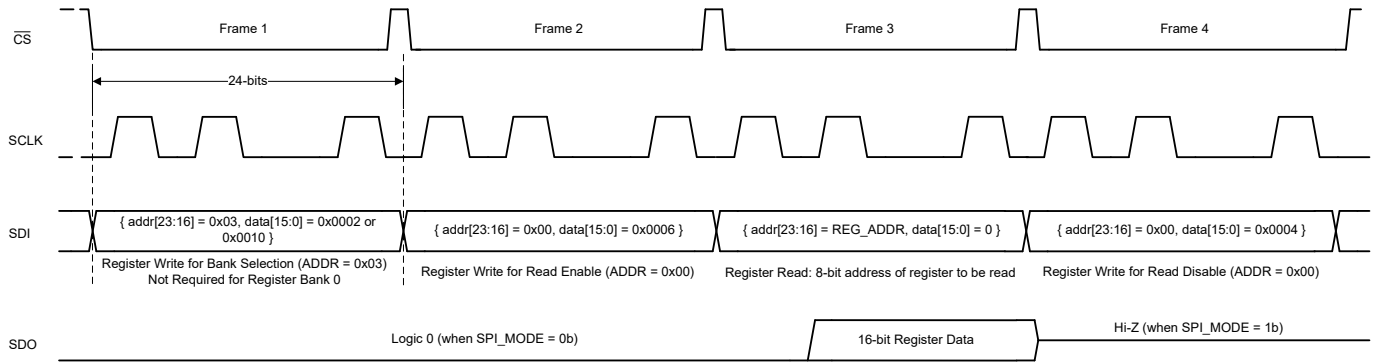 CS
Frame 1
Frame 2
Frame 3
Frame 4
24-bits
SCLK
SDI
{ addr[23:16] = 0x03, data[15:0] = 0x0002 or
0x0010 }
{ addr[23:16] = 0x00, data[15:0] = 0x0006 }
{ addr[23:16] = REG_ADDR, data[15:0] = 0 }
{ addr[23:16] = 0x00, data[15:0] = 0x0004 }
Register Write for Bank Selection (ADDR = 0x03)
Not Required for Register Bank 0
Register Write for Read Enable (ADDR = 0x00)
Register Read: 8-bit address of register to be read
Register Write for Read Disable (ADDR = 0x00)
SDO
Logic 0 (when SPI_MODE = 0b)
16-bit Register Data
Hi-Z (when SPI_MODE = 1b)